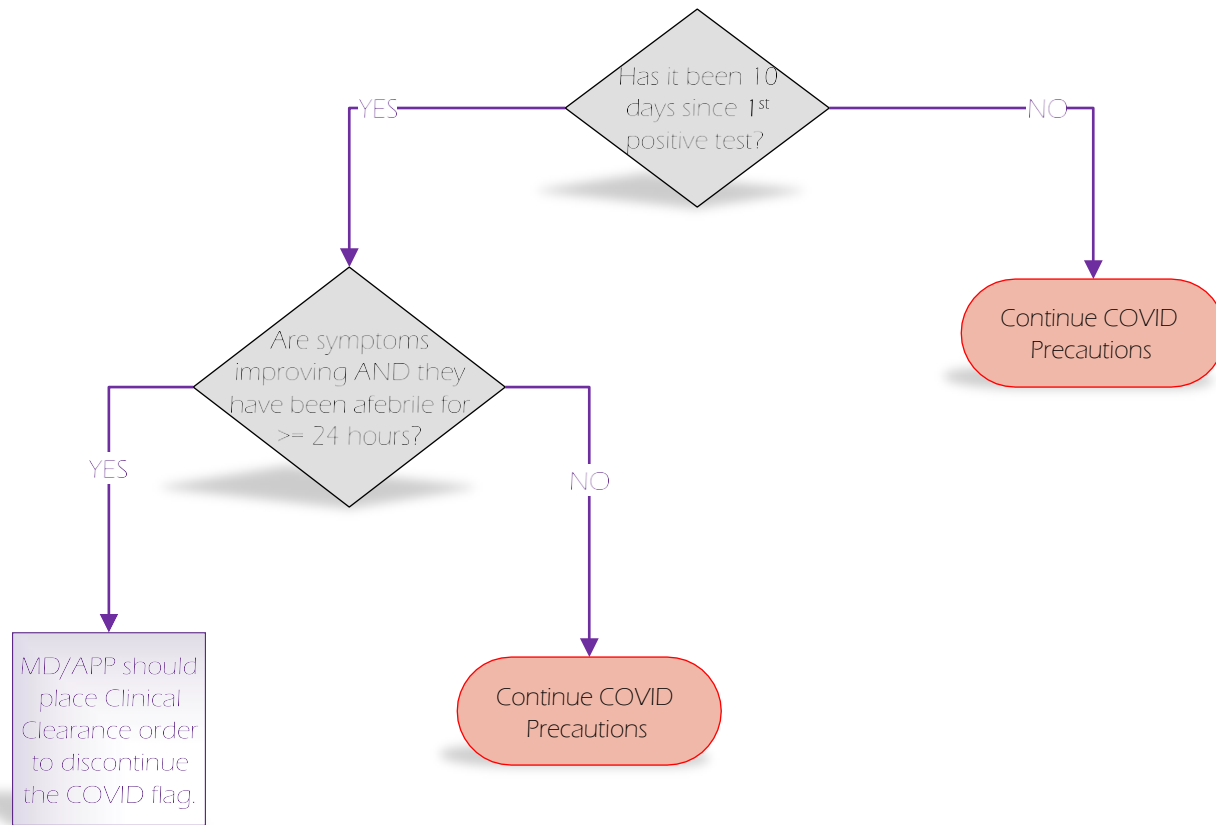 Has it been 10
days since 1st
positive test?
YES
NO
Are symptoms
improving AND they
have been afebrile for
>= 24 hours?
Continue COVID
Precautions
YES
NO
MD/APP should
place Clinical
Clearance order
to discontinue
the COVID flag.
Continue COVID
Precautions